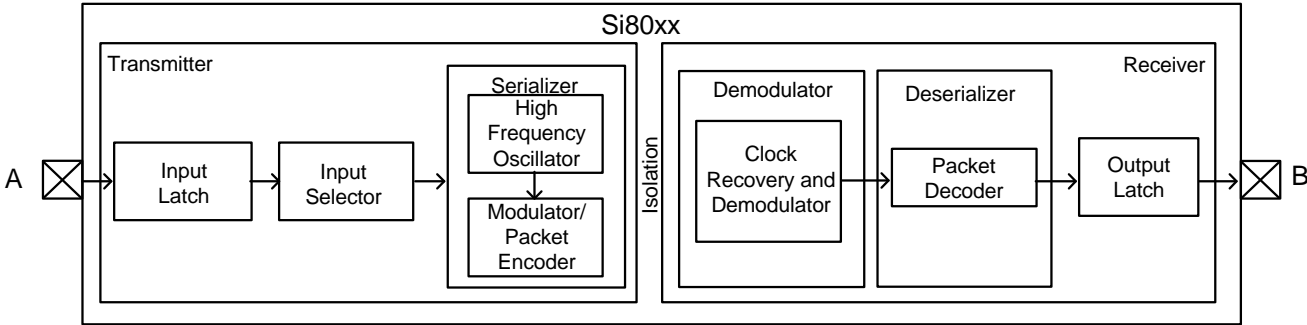 Si80xx
Transmitter
Receiver
Serializer
High
Frequency
Oscillator
Modulator/
Packet
Encoder
Demodulator
Deserializer
A
Input
Latch
Input
Selector
Isolation
Clock
Recovery and
Demodulator
Packet
Decoder
Output
Latch
B